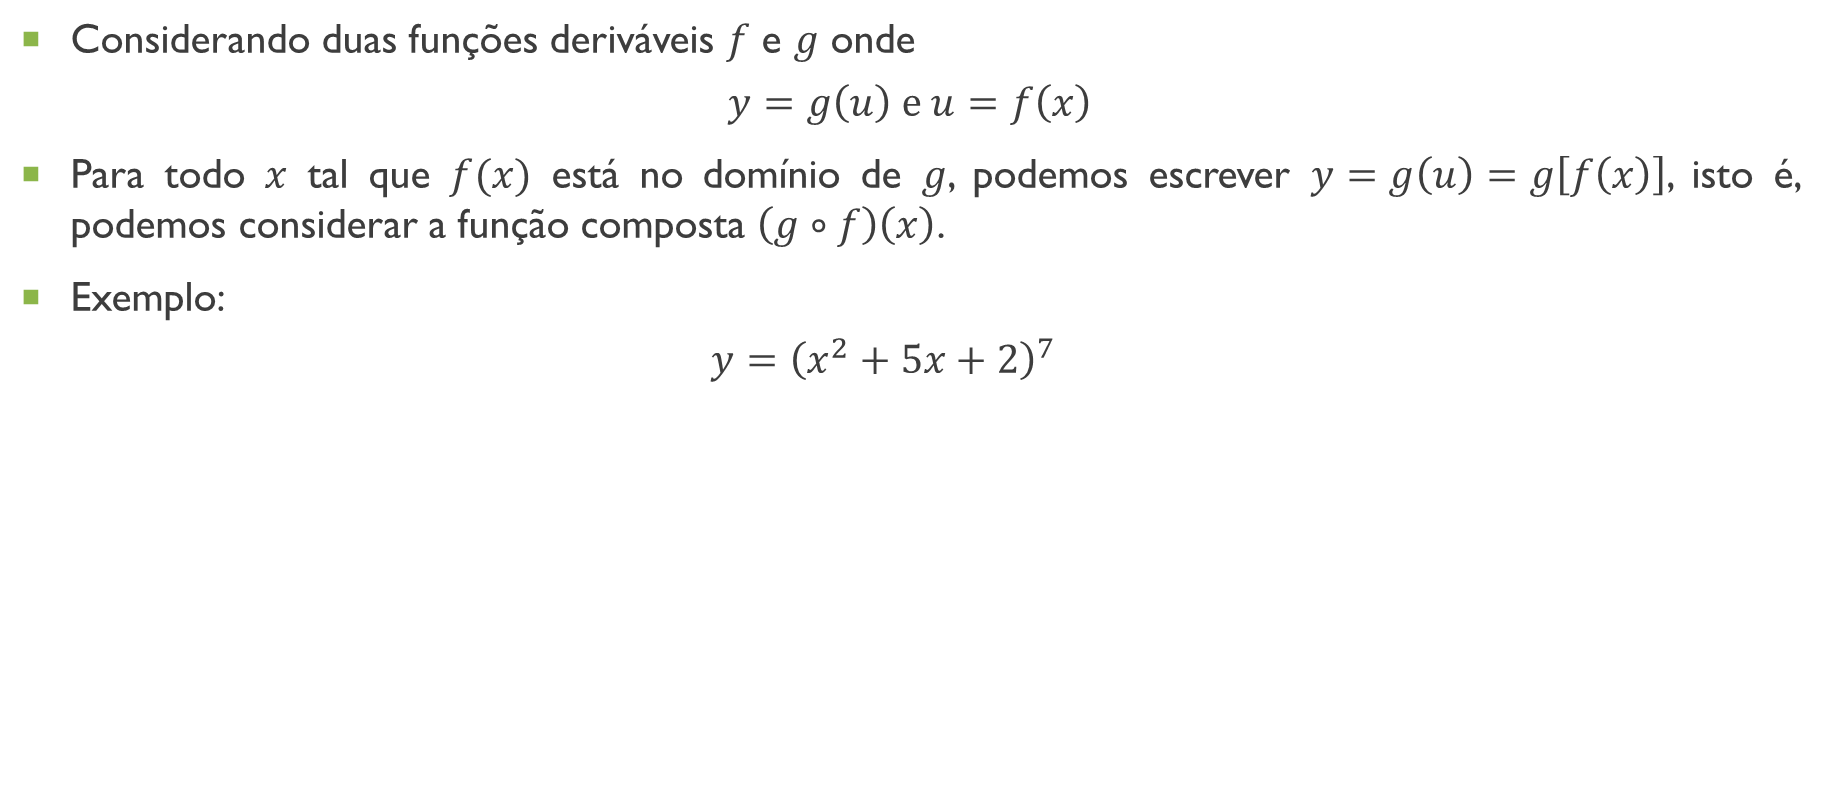 ▪ Considerando duas funções deriváveis f e g onde
y = g(u) e u = f(x)
▪ Para todo x tal que f(x) está no domínio de g, podemos escrever y = g(u) = g[f(x)], isto é,
podemos considerar a função composta (g ∘ f)(x).
▪ Exemplo:
y = (x² + 5x + 2)⁷